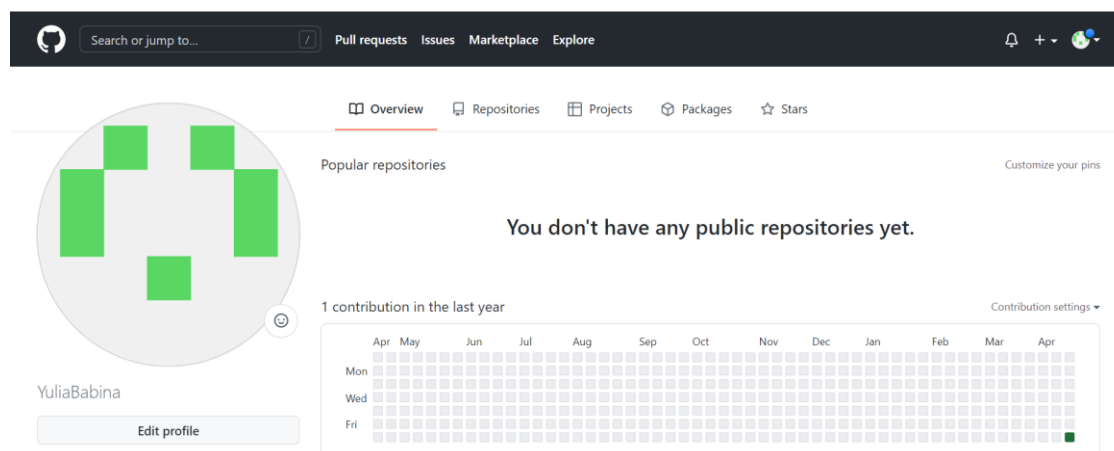 Search or jump to... /
Pull requests Issues Marketplace Explore
Overview Repositories Projects Packages Stars
Popular repositories
Customize your pins
You don't have any public repositories yet.
1 contribution in the last year
Contribution settings
Apr May Jun Jul Aug Sep Oct Nov Dec Jan Feb Mar Apr
Mon
Wed
Fri
YuliaBabina
Edit profile